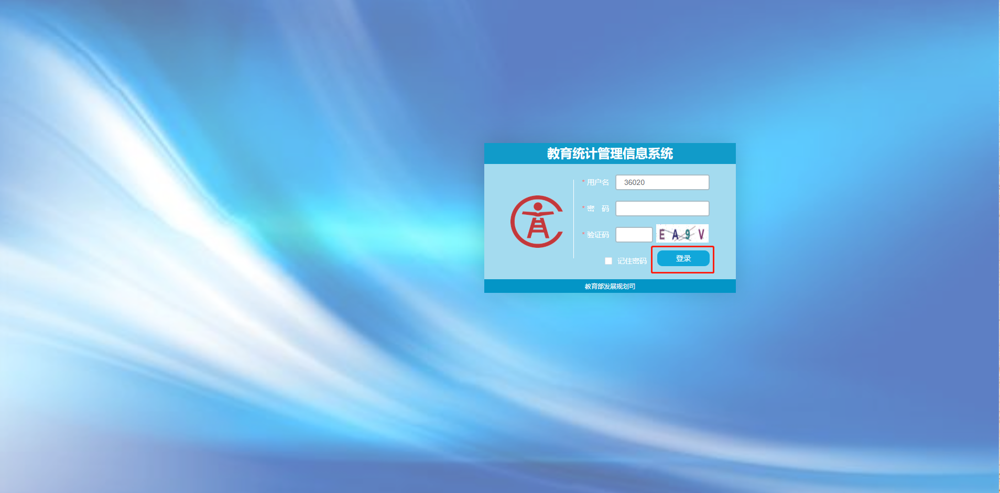 教育统计管理信息系统
* 用户名 36020
* 密 码
* 验证码 EA9V
记住密码 登录
教育部发展规划司